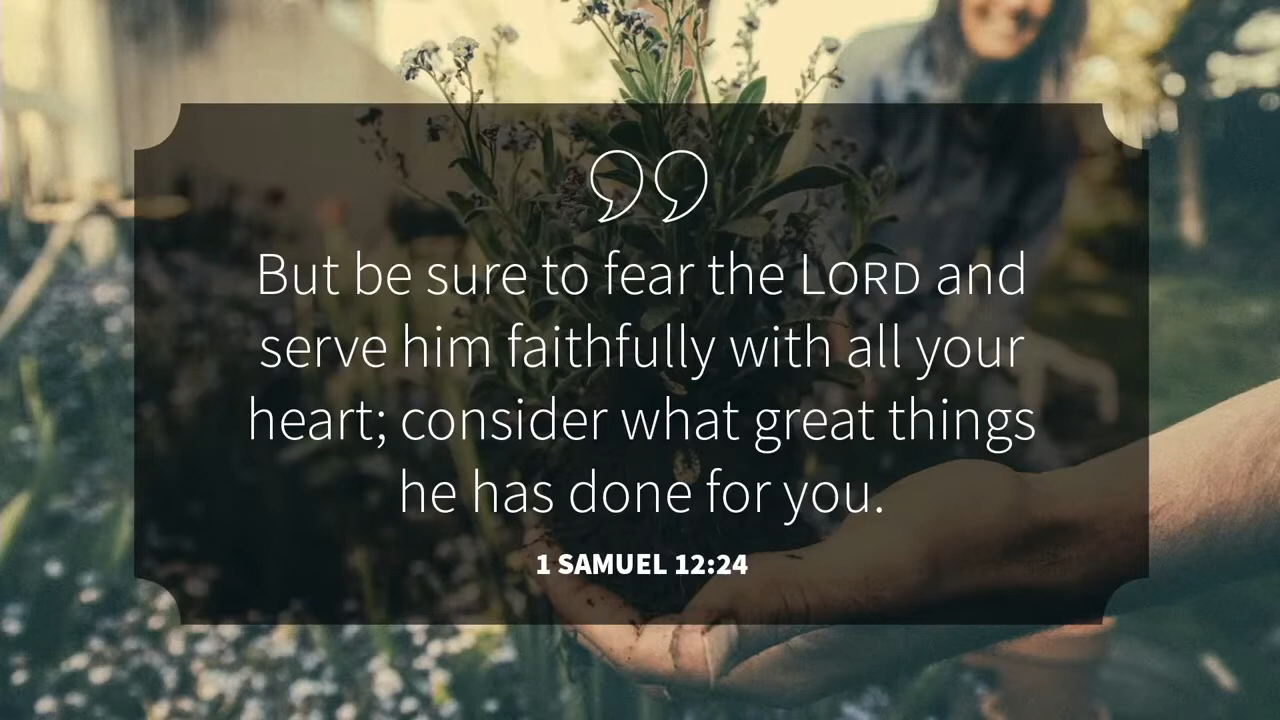 But be sure to fear the LORD and
serve him faithfully with all your
heart; consider what great things
he has done for you.
1 SAMUEL 12:24